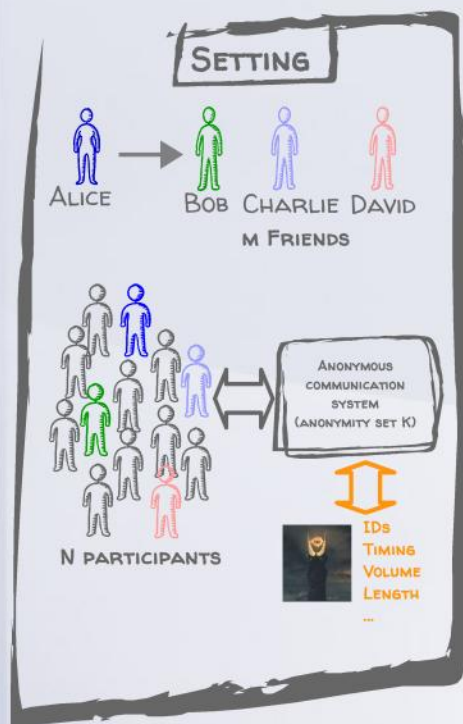 SETTING
ALICE
BOB CHARLIE DAVID
M FRIENDS
ANONYMOUS
COMMUNICATION
SYSTEM
(ANONYMITY SET K)
N PARTICIPANTS
IDS
TIMING
VOLUME
LENGTH
...